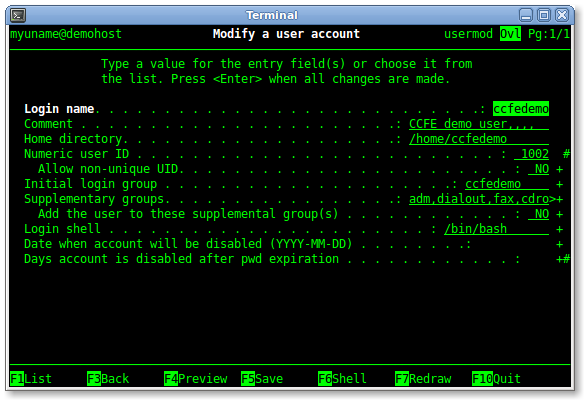 Terminal
myuname@demohost Modify a user account usermod Ovl Pg:1/1
Type a value for the entry field(s) or choose it from
the list. Press <Enter> when all changes are made.
Login name. . . . . . . . . . . . . . . . . . . . . . . . . . . .: ccfedemo
Comment . . . . . . . . . . . . . . . . . . . . . . .: CCFE demo user,,,,
Home directory. . . . . . . . . . . . . . . . . . . .: /home/ccfedemo
Numeric user ID . . . . . . . . . . . . . . . . . . . . . . . . . . . : 1002 #
Allow non-unique UID. . . . . . . . . . . . . . . . . . . . . . . . . : NO +
Initial login group . . . . . . . . . . . . . . . . . . . . . .: ccfedemo +
Supplementary groups. . . . . . . . . . . . . . . . .: adm,dialout,fax,cdro>+
Add the user to these supplemental group(s) . . . . . . . . . . . . . : NO +
Login shell . . . . . . . . . . . . . . . . . . . . . . . . : /bin/bash +
Date when account will be disabled (YYYY-MM-DD) . . . . . . . .: +
Days account is disabled after pwd expiration . . . . . . . . . . . . : +#
F1List F3Back F4Preview F5Save F6Shell F7Redraw F10Quit